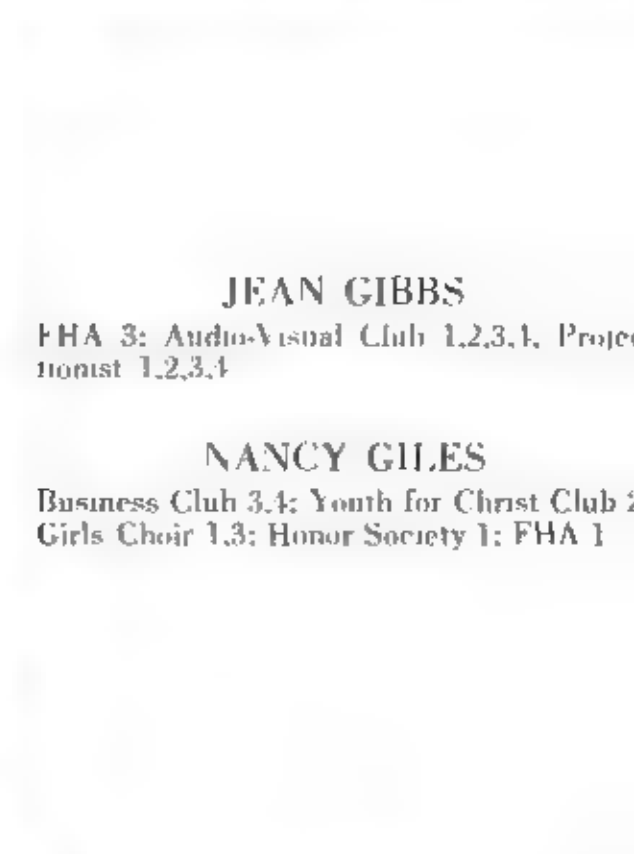 JEAN GIBBS
FHA 3; Audio-Visual Club 1,2,3,4, Projec
tionist 1,2,3,4
NANCY GILES
Business Club 3,4; Youth for Christ Club 2
Girls Choir 1,3; Honor Society 1; FHA 1